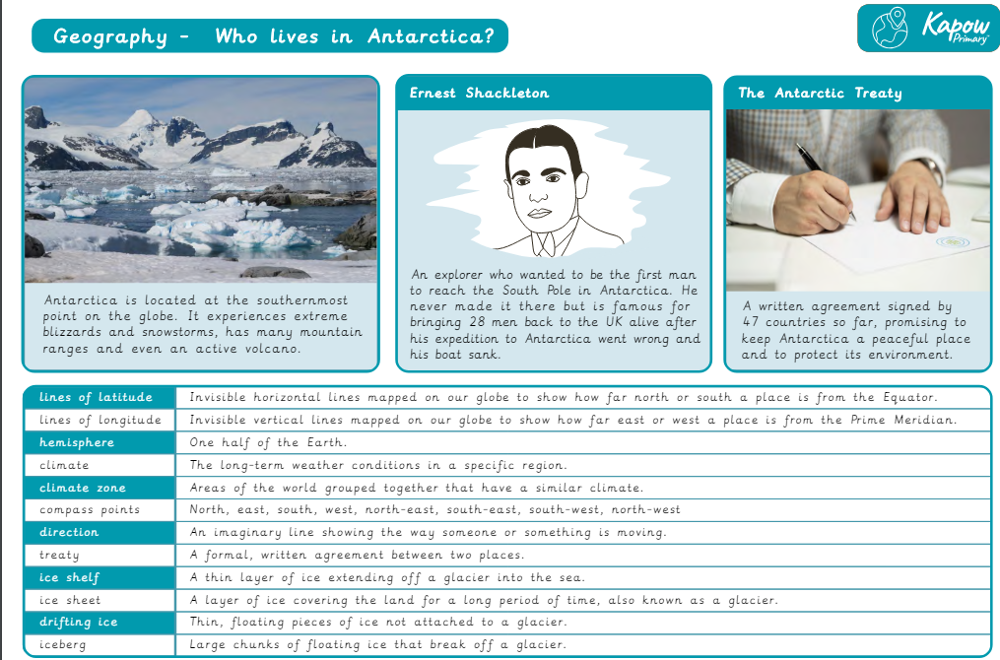 Geography - Who lives in Antarctica?
Kapow
Primary
Antarctica is located at the southernmost
point on the globe. It experiences extreme
blizzards and snowstorms, has many mountain
ranges and even an active volcano.
Ernest Shackleton
An explorer who wanted to be the first man
to reach the South Pole in Antarctica. He
never made it there but is famous for
bringing 28 men back to the UK alive after
his expedition to Antarctica went wrong and
his boat sank.
The Antarctic Treaty
A written agreement signed by
47 countries so far, promising to
keep Antarctica a peaceful place
and to protect its environment.
lines of latitude Invisible horizontal lines mapped on our globe to show how far north or south a place is from the Equator.
lines of longitude Invisible vertical lines mapped on our globe to show how far east or west a place is from the Prime Meridian.
hemisphere One half of the Earth.
climate The long-term weather conditions in a specific region.
climate zone Areas of the world grouped together that have a similar climate.
compass points North, east, south, west, north-east, south-east, south-west, north-west
direction An imaginary line showing the way someone or something is moving.
treaty A formal, written agreement between two places.
ice shelf A thin layer of ice extending off a glacier into the sea.
ice sheet A layer of ice covering the land for a long period of time, also known as a glacier.
drifting ice Thin, floating pieces of ice not attached to a glacier.
iceberg Large chunks of floating ice that break off a glacier.